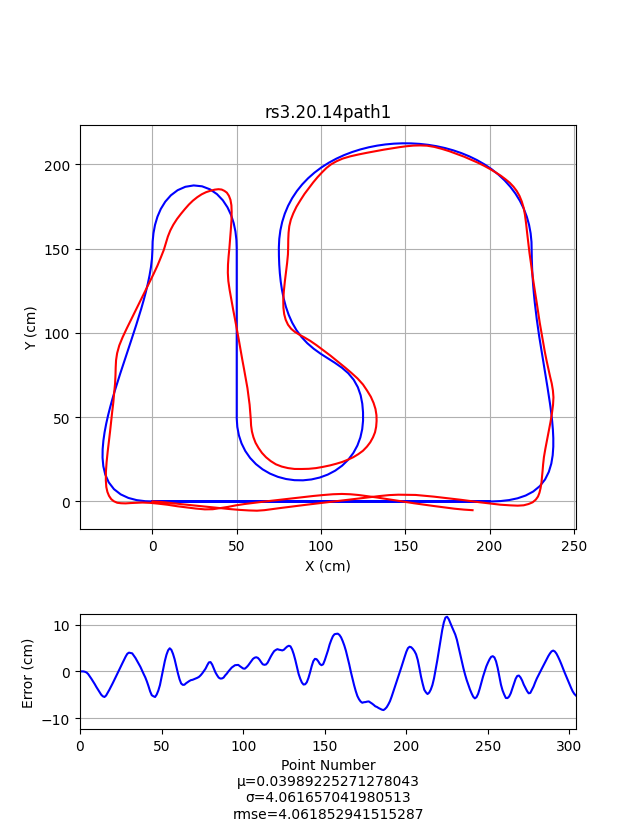 rs3.20.14path1
200
150
100
50
0
Y (cm)
0 50 100 150 200 250
X (cm)
10
0
−10
Error (cm)
0 50 100 150 200 250 300
Point Number
μ=0.03989225271278043
σ=4.061657041980513
rmse=4.061852941515287